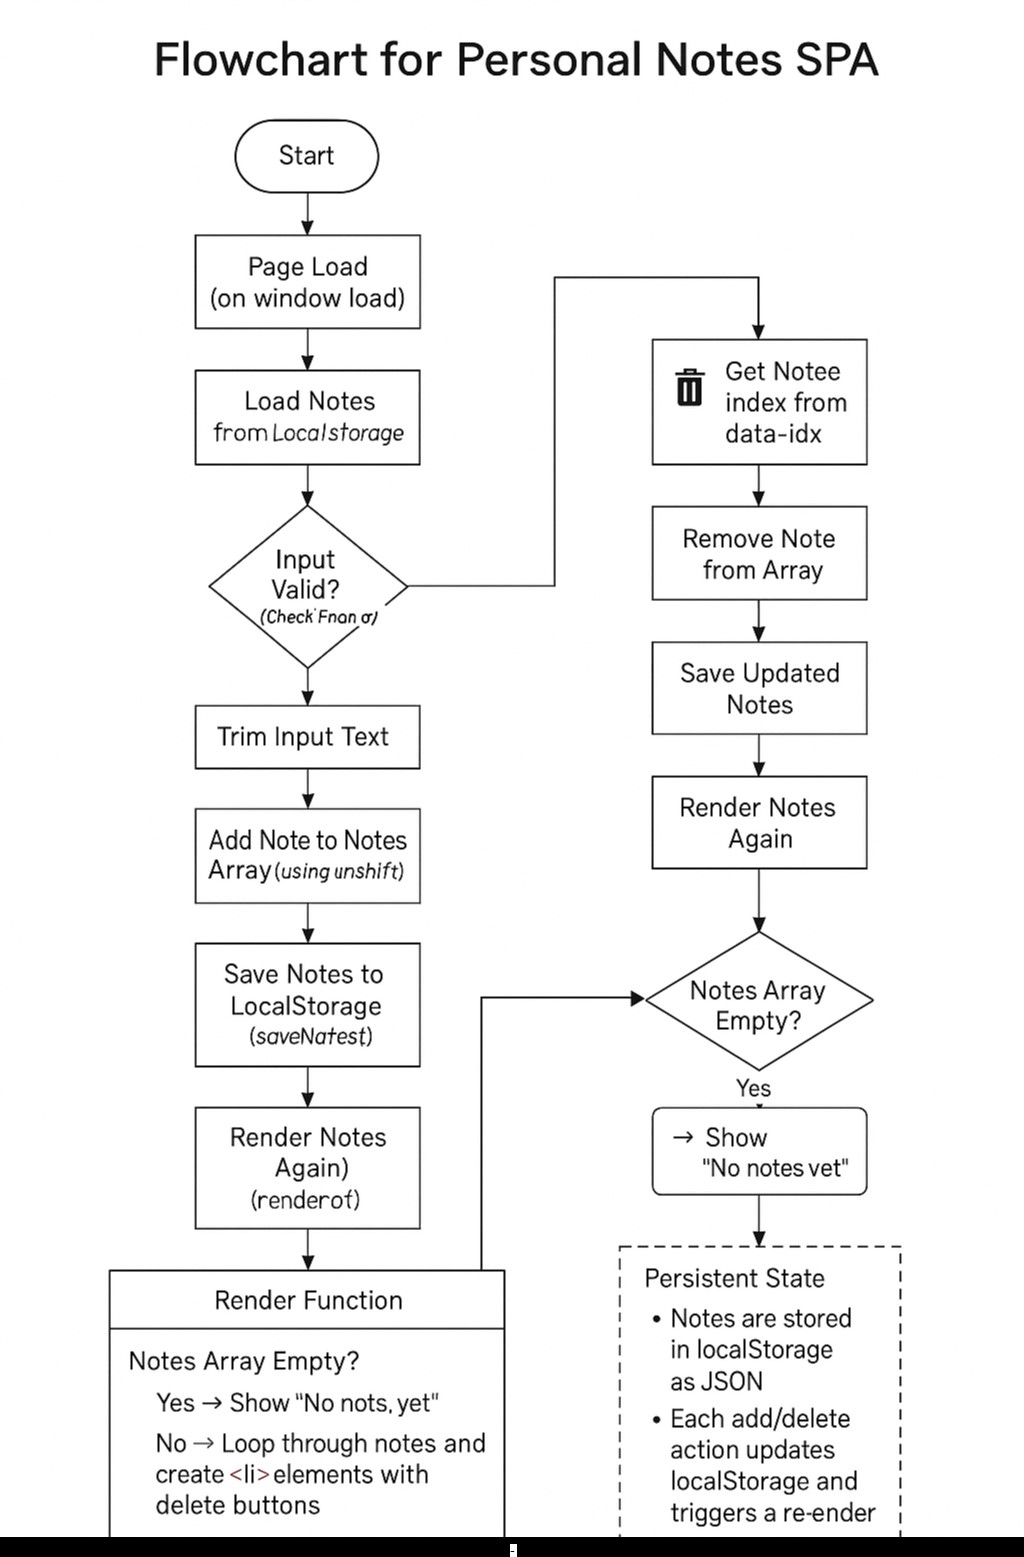 Flowchart for Personal Notes SPA
Start
Page Load
(on window load)
Load Notes
from Localstorage
Input
Valid?
(Check'Fnan σ)
Trim Input Text
Add Note to Notes
Array (using unshift)
Save Notes to
LocalStorage
(saveNatest)
Render Notes
Again)
(renderot)
Render Function
Notes Array Empty?
Yes → Show "No nots, yet"
No → Loop through notes and
create <li> elements with
delete buttons
Get Notee
index from
data-idx
Remove Note
from Array
Save Updated
Notes
Render Notes
Again
Notes Array
Empty?
Yes
→ Show
"No notes vet"
Persistent State
• Notes are stored
in localStorage
as JSON
• Each add/delete
action updates
localStorage and
triggers a re-ender